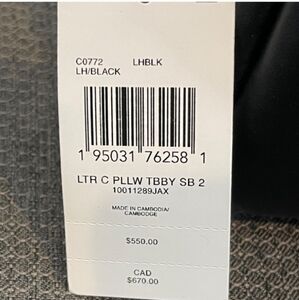 C0772 LHBLK
LH/BLACK
1 95031 76258 1
LTR C PLLW TBBY SB 2
10011289JAX
MADE IN CAMBODIA/
CAMBODGE
$550.00
CAD
$670.00